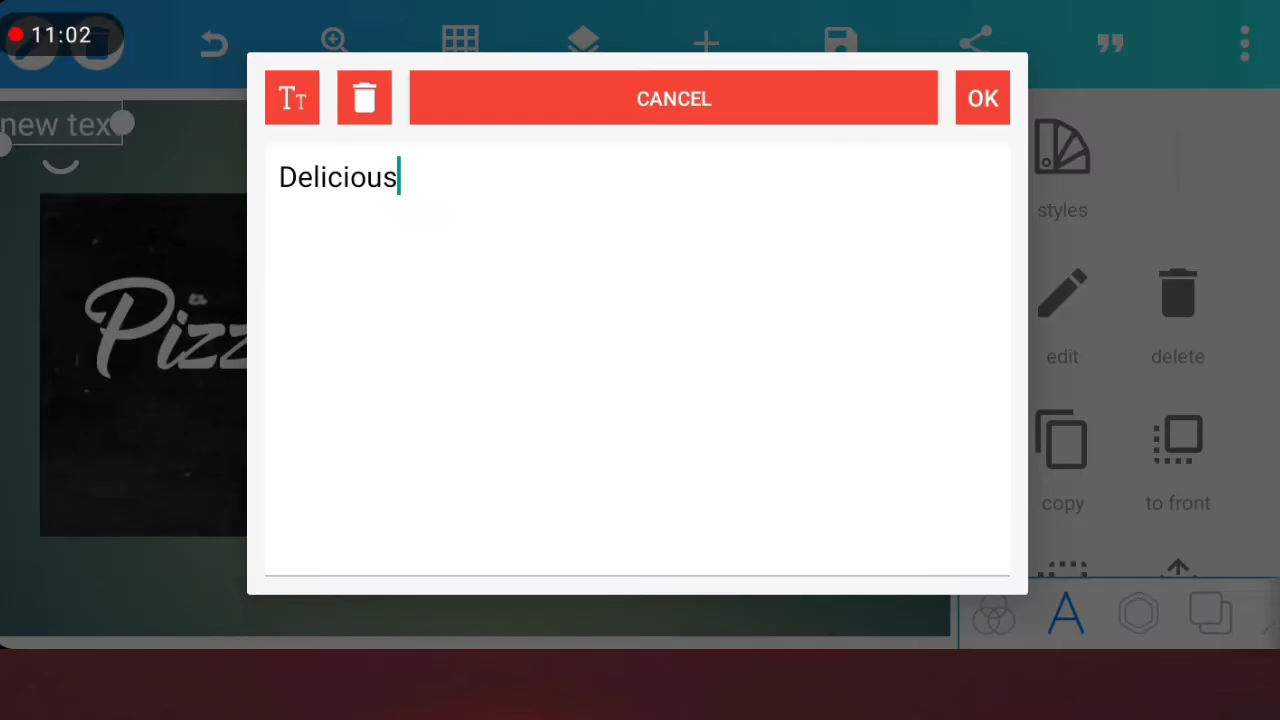 11:02
CANCEL
OK
Delicious
new tex
Pizz
styles
edit
delete
copy
to front